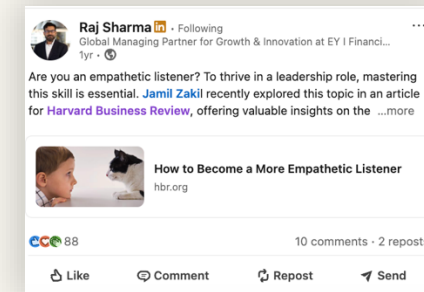 Raj Sharma in • Following
Global Managing Partner for Growth & Innovation at EY I Financi...
1yr •
Are you an empathetic listener? To thrive in a leadership role, mastering
this skill is essential. Jamil Zakil recently explored this topic in an article
for Harvard Business Review, offering valuable insights on the ...more
How to Become a More Empathetic Listener
hbr.org
88
10 comments • 2 reposts
Like
Comment
Repost
Send